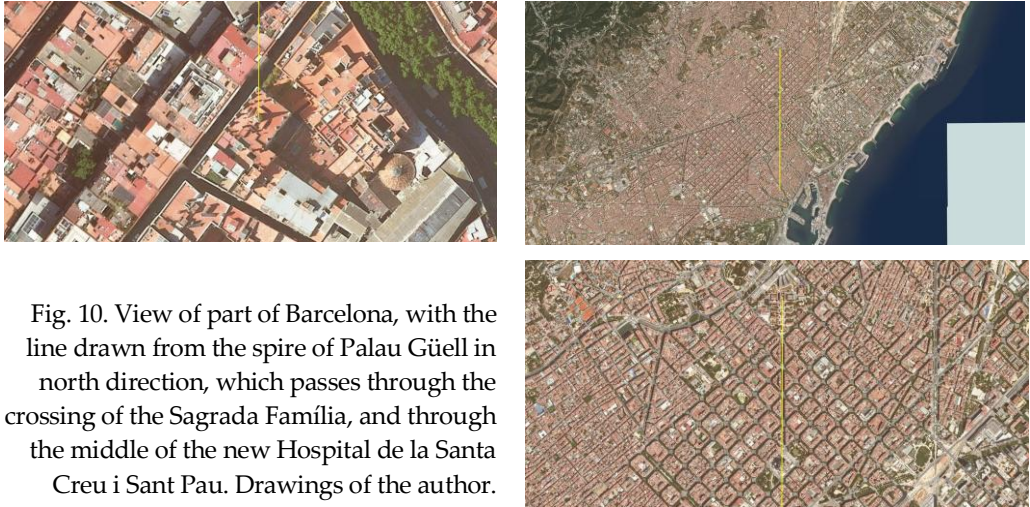 Fig. 10. View of part of Barcelona, with the
line drawn from the spire of Palau Güell in
north direction, which passes through the
crossing of the Sagrada Família, and through
the middle of the new Hospital de la Santa
Creu i Sant Pau. Drawings of the author.